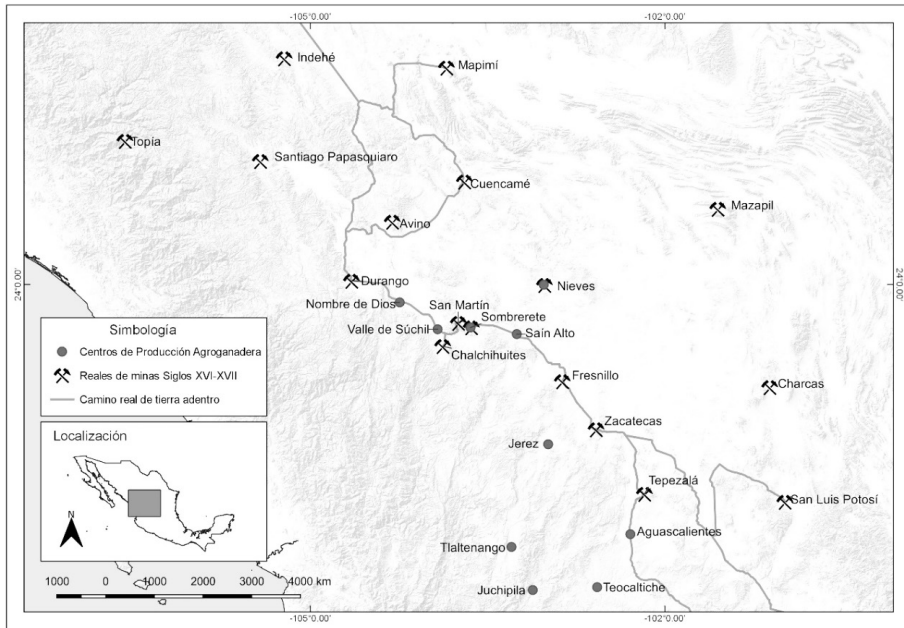 -105°0.00'
-102°0.00'
Indehé
Mapimí
Topía
Santiago Papasquiaro
Cuencamé
Mazapil
Avino
Durango
24°0.00'
24°0.00'
Nieves
Nombre de Dios
San Martín
Sombrerete
Valle de Súchil
Saín Alto
Chalchihuites
Simbología
Centros de Producción Agroganadera
Reales de minas Siglos XVI-XVII
Camino real de tierra adentro
Fresnillo
Charcas
Zacatecas
Jerez
Localización
N
Tepezalá
San Luis Potosí
Aguascalientes
Tlaltenango
Juchipila
Teocaltiche
1000 0 1000 2000 3000 4000 km
-105°0.00'
-102°0.00'